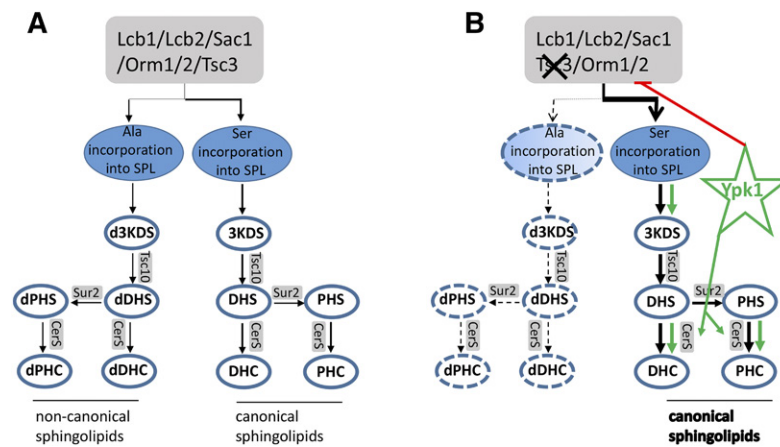 A
Lcb1/Lcb2/Sac1
/Orm1/2/Tsc3
Ala
incorporation
into SPL
Ser
incorporation
into SPL
d3KDS
3KDS
Tsc10
Tsc10
dPHS
Sur2
dDHS
DHS
Sur2
PHS
CerS
CerS
CerS
CerS
dPHC
dDHC
DHC
PHC
non-canonical
sphingolipids
canonical
sphingolipids
B
Lcb1/Lcb2/Sac1
Tsc3/Orm1/2
Ala
incorporation
into SPL
Ser
incorporation
into SPL
Ypk1
d3KDS
3KDS
Tsc10
Tsc10
dPHS
Sur2
dDHS
DHS
Sur2
PHS
CerS
CerS
CerS
CerS
dPHC
dDHC
DHC
PHC
canonical
sphingolipids